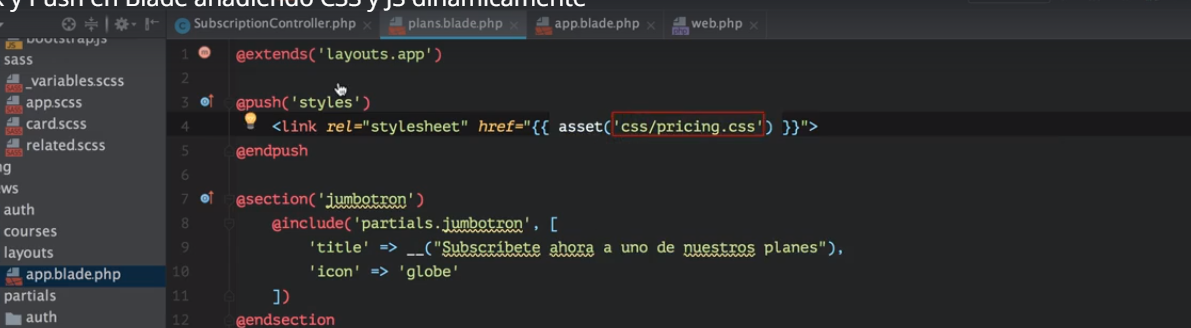 y Push en Blade añadiendo CSS y JS dinámicamente
SubscriptionController.php
plans.blade.php
app.blade.php
web.php
bootstrap.js
sass
_variables.scss
app.scss
card.scss
related.scss
auth
courses
layouts
app.blade.php
partials
auth
1 @extends('layouts.app')
2
3 @push('styles')
4 <link rel="stylesheet" href="{{ asset('css/pricing.css') }}">
5 @endpush
6
7 @section('jumbotron')
8 @include('partials.jumbotron', [
9 'title' => __("Subscríbete ahora a uno de nuestros planes"),
10 'icon' => 'globe'
11 ])
12 @endsection